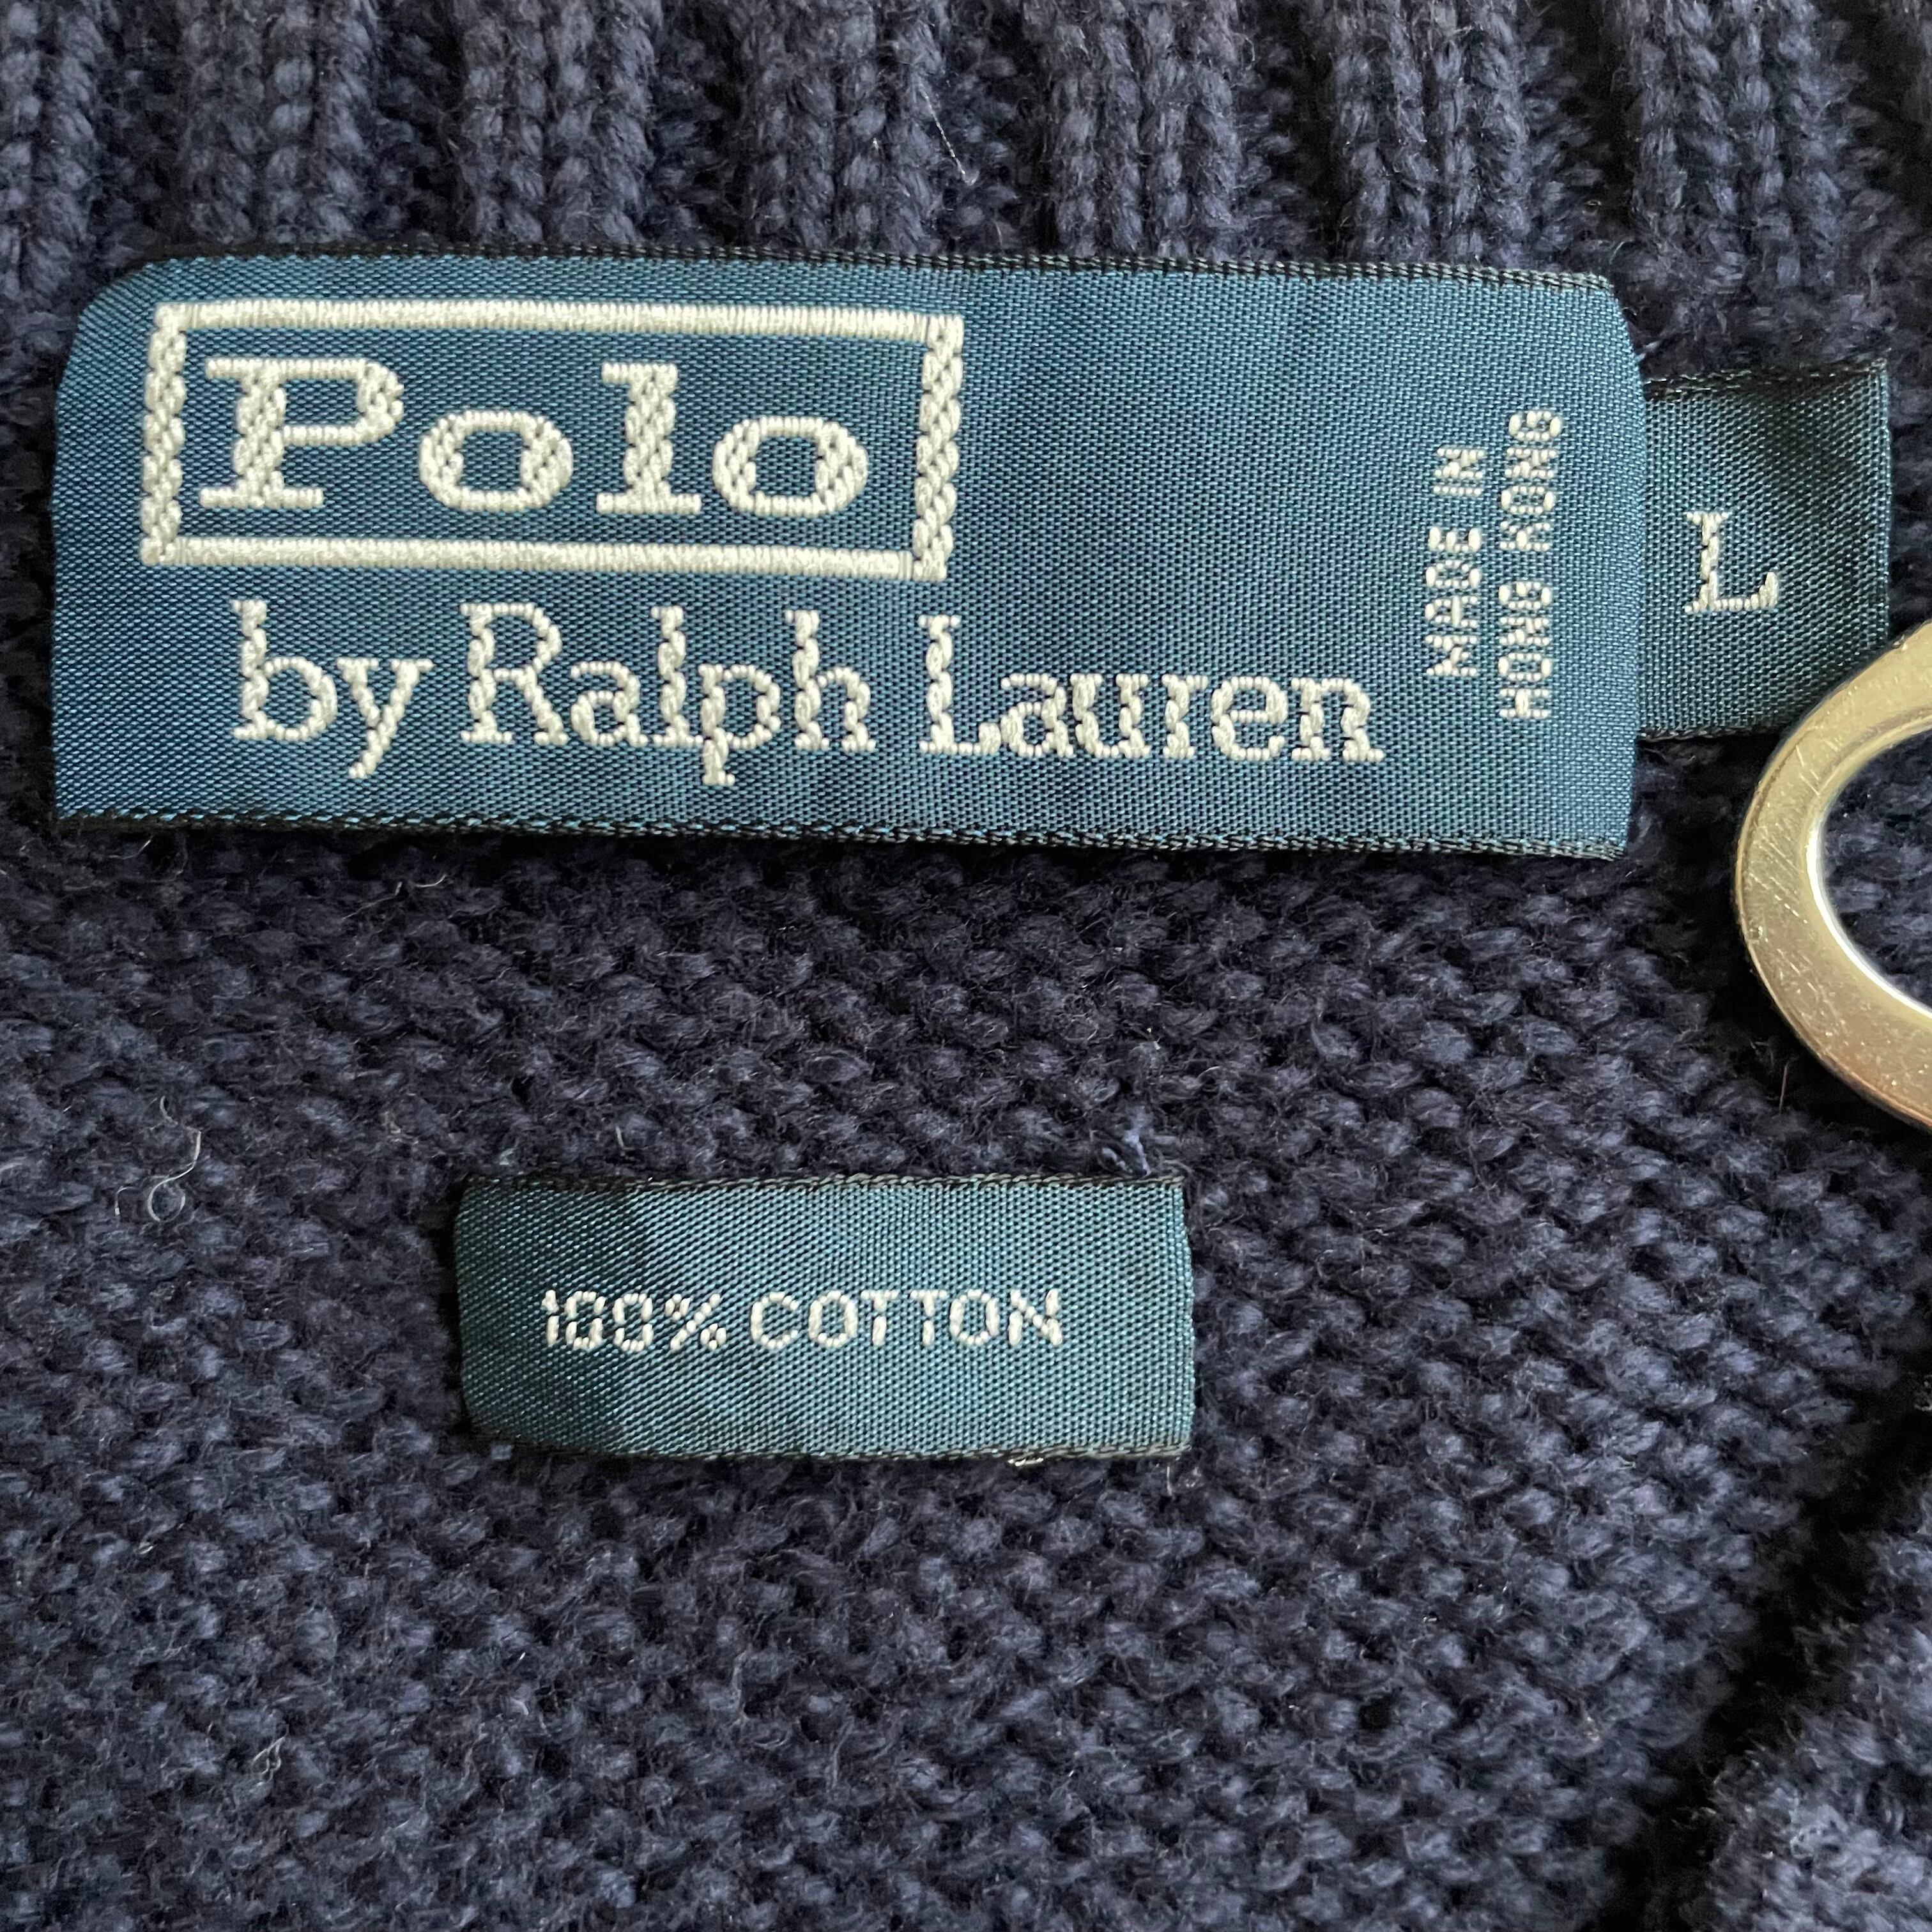 Polo
by Ralph Lauren
MADE IN
HONG KONG
L
100% COTTON